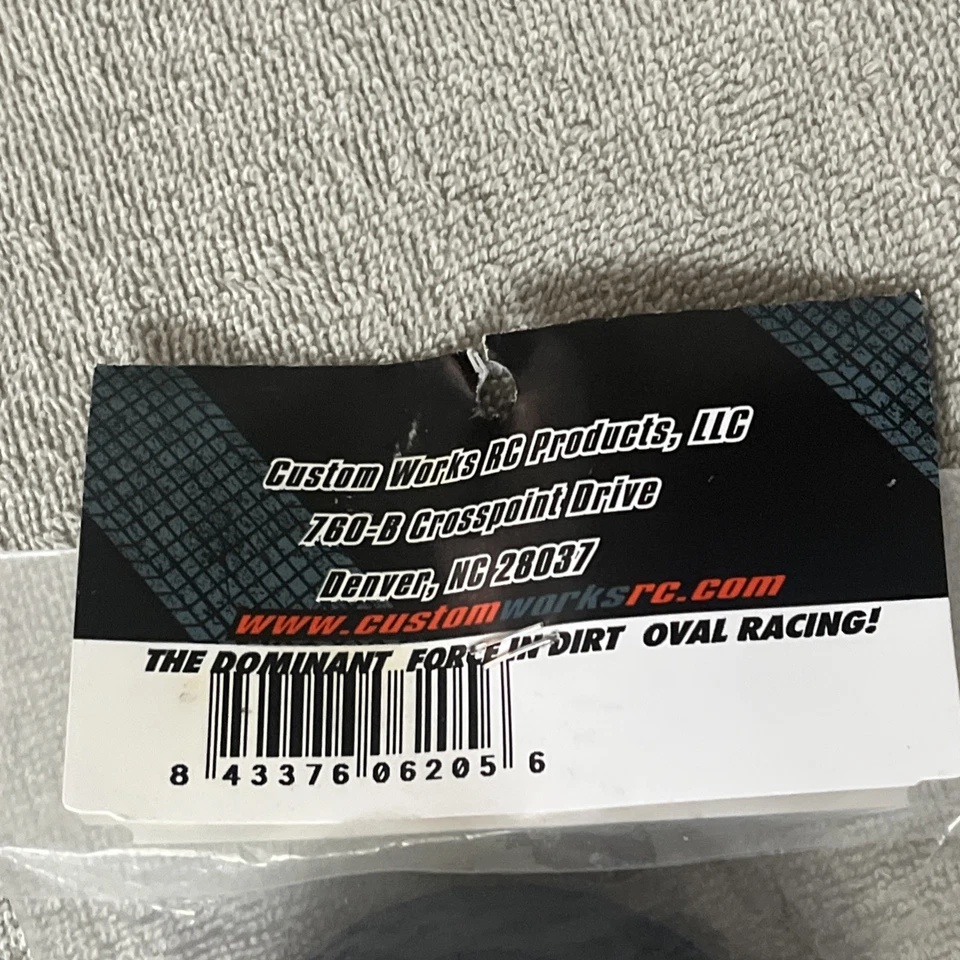 Custom Works RC Products, LLC
760-B Crosspoint Drive
Denver, NC 28037
www.customworksrc.com
THE DOMINANT FORCE IN DIRT OVAL RACING!
8 43376 06205 6